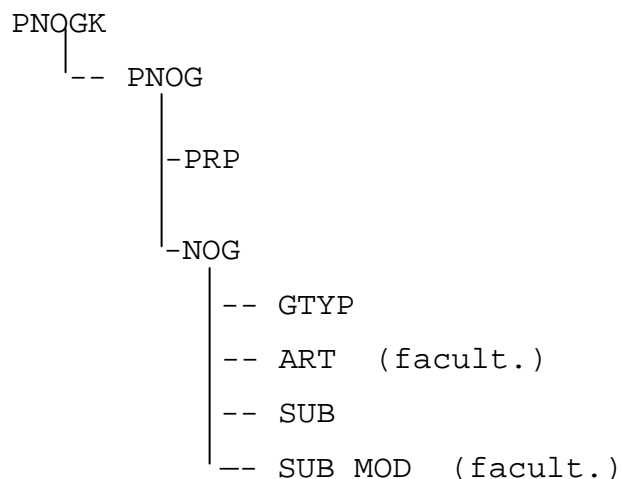 PNOGK
-- PNOG
-PRP
-NOG
-- GTYP
-- ART (facult.)
-- SUB
-- SUB MOD (facult.)